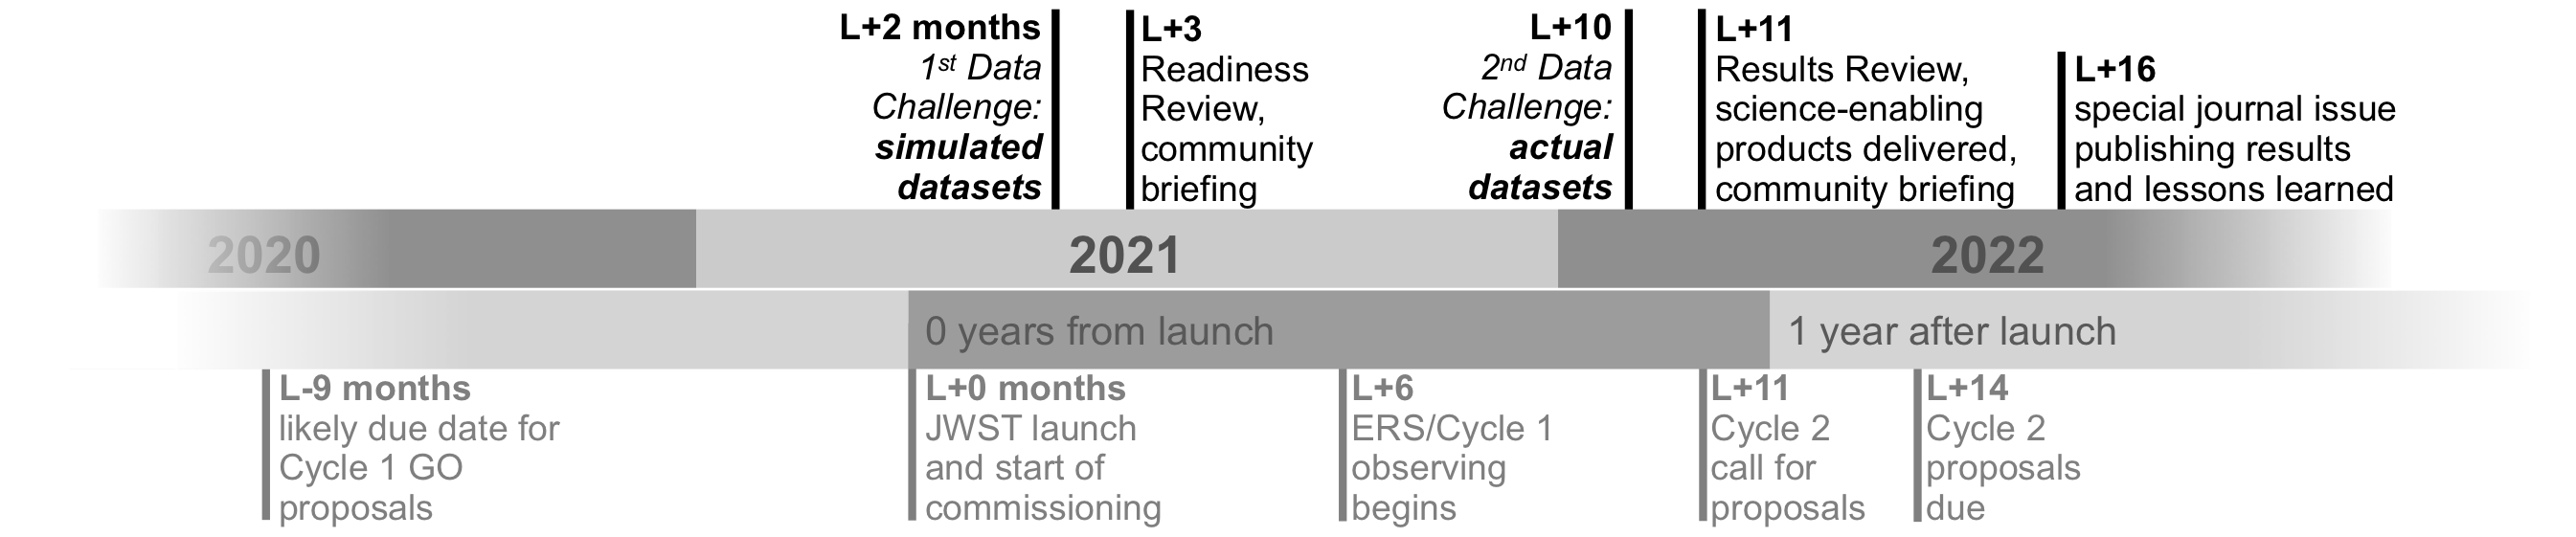 L+2 months
1st Data
Challenge:
simulated
datasets
L+3
Readiness
Review,
community
briefing
L+10
2nd Data
Challenge:
actual
datasets
L+11
Results Review,
science-enabling
products delivered,
community briefing
L+16
special journal issue
publishing results
and lessons learned
2020
2021
2022
0 years from launch
1 year after launch
L-9 months
likely due date for
Cycle 1 GO
proposals
L+0 months
JWST launch
and start of
commissioning
L+6
ERS/Cycle 1
observing
begins
L+11
Cycle 2
call for
proposals
L+14
Cycle 2
proposals
due